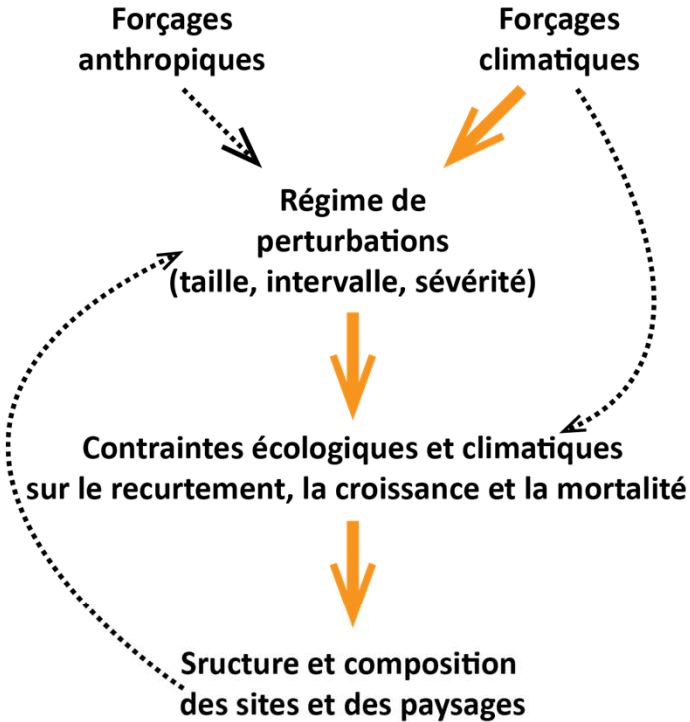 Forçages
anthropiques
Forçages
climatiques
Régime de
perturbations
(taille, intervalle, sévérité)
Contraintes écologiques et climatiques
sur le recurtement, la croissance et la mortalité
Sructure et composition
des sites et des paysages